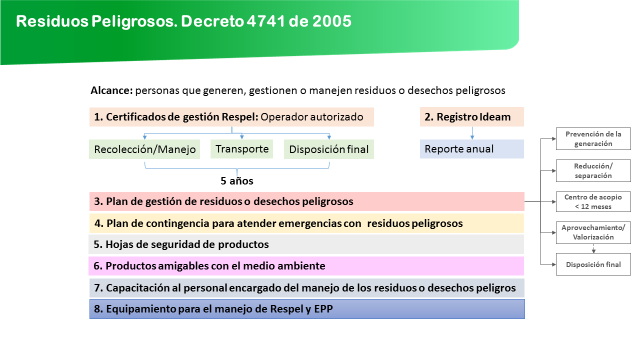 Residuos Peligrosos. Decreto 4741 de 2005
Alcance: personas que generen, gestionen o manejen residuos o desechos peligrosos
1. Certificados de gestión Respel: Operador autorizado
2. Registro Ideam
Recolección/Manejo
Transporte
Disposición final
Reporte anual
5 años
3. Plan de gestión de residuos o desechos peligrosos
4. Plan de contingencia para atender emergencias con residuos peligrosos
5. Hojas de seguridad de productos
6. Productos amigables con el medio ambiente
7. Capacitación al personal encargado del manejo de los residuos o desechos peligros
8. Equipamiento para el manejo de Respel y EPP
Prevención de la
generación
Reducción/
separación
Centro de acopio
< 12 meses
Aprovechamiento/
Valorización
Disposición final